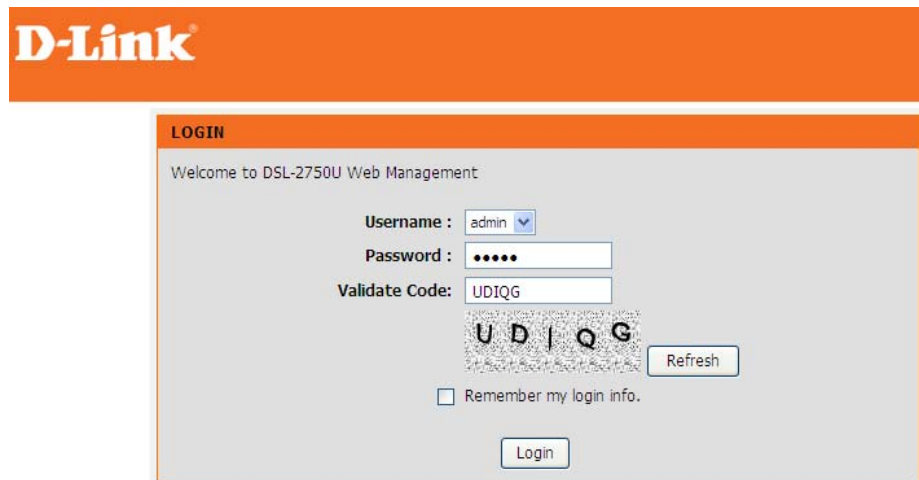 D-Link
LOGIN
Welcome to DSL-2750U Web Management
Username : admin
Password : •••••
Validate Code: UDIQG
U D I Q G
Refresh
Remember my login info.
Login